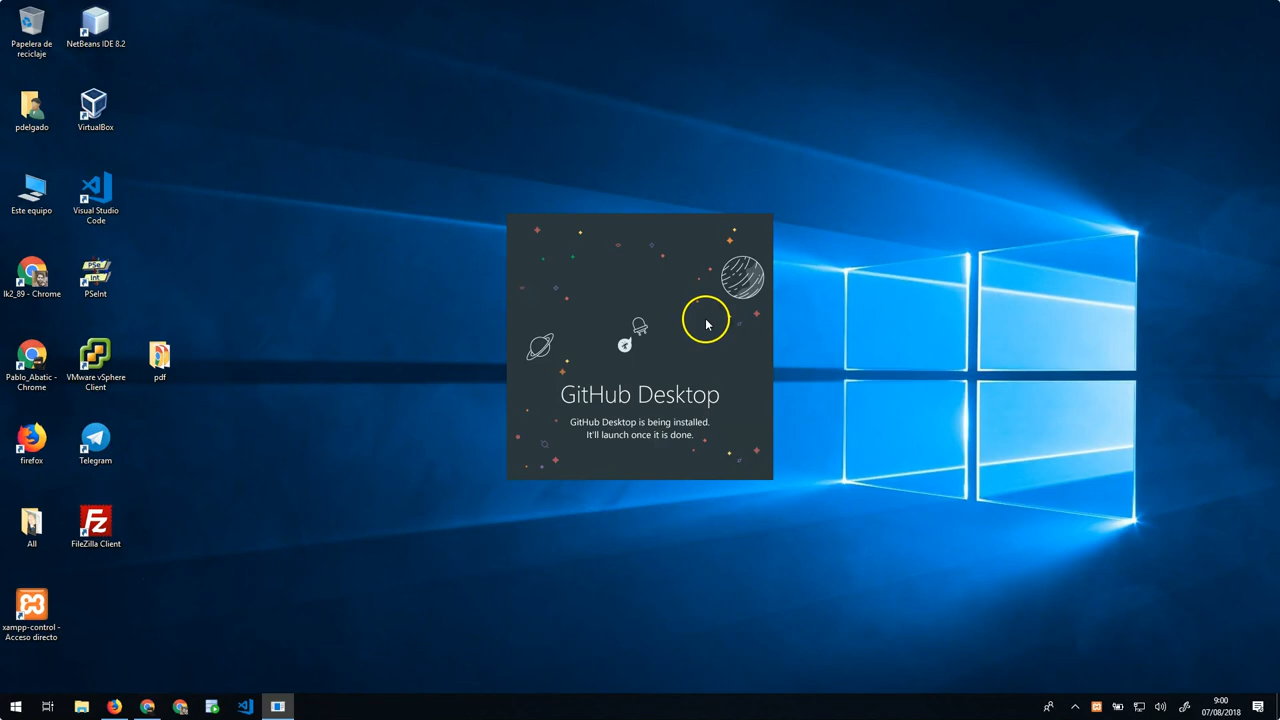 Papelera de
reciclaje
NetBeans IDE 8.2
pdelgado
VirtualBox
Este equipo
Visual Studio
Code
lk2_89 - Chrome
PSeInt
Pablo_Abatic -
Chrome
VMware vSphere
Client
pdf
firefox
Telegram
All
FileZilla Client
xampp-control -
Acceso directo
GitHub Desktop
GitHub Desktop is being installed.
It'll launch once it is done.
9:00
07/08/2018